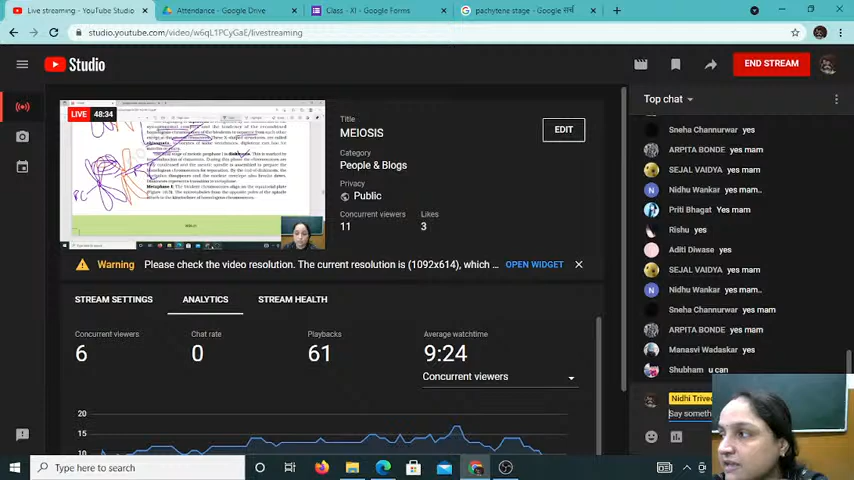 Live streaming - YouTube Studio
Attendance - Google Drive
Class - XI - Google Forms
pachytene stage - Google सर्च
studio.youtube.com/video/w6qL1PCyGaE/livestreaming
Studio
END STREAM
LIVE 48:34
Title
MEIOSIS
EDIT
Category
People & Blogs
Privacy
Public
Concurrent viewers
Likes
11
3
Warning Please check the video resolution. The current resolution is (1092x614), which ... OPEN WIDGET
STREAM SETTINGS
ANALYTICS
STREAM HEALTH
Concurrent viewers
Chat rate
Playbacks
Average watchtime
6
0
61
9:24
Concurrent viewers
20
15
10
Top chat
Sneha Channurwar yes
ARPITA BONDE yes mam
SEJAL VAIDYA yes mam
Nidhu Wankar yes mam..
Priti Bhagat Yes mam
Rishu yes
Aditi Diwase yes
SEJAL VAIDYA yes mam
Nidhu Wankar yes mam..
Sneha Channurwar yes mam
ARPITA BONDE yes mam
Manasvi Wadaskar yes
Shubham u can
Nidhi Trived
Say someth
Type here to search